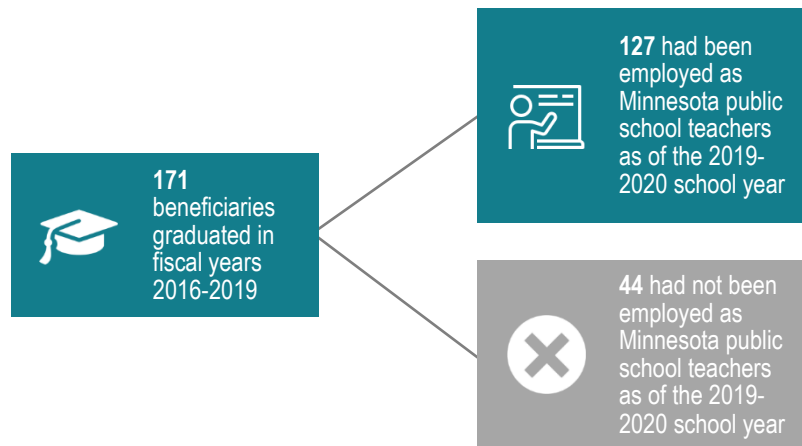 171
beneficiaries
graduated in
fiscal years
2016-2019
127 had been
employed as
Minnesota public
school teachers
as of the 2019-
2020 school year
44 had not been
employed as
Minnesota public
school teachers
as of the 2019-
2020 school year